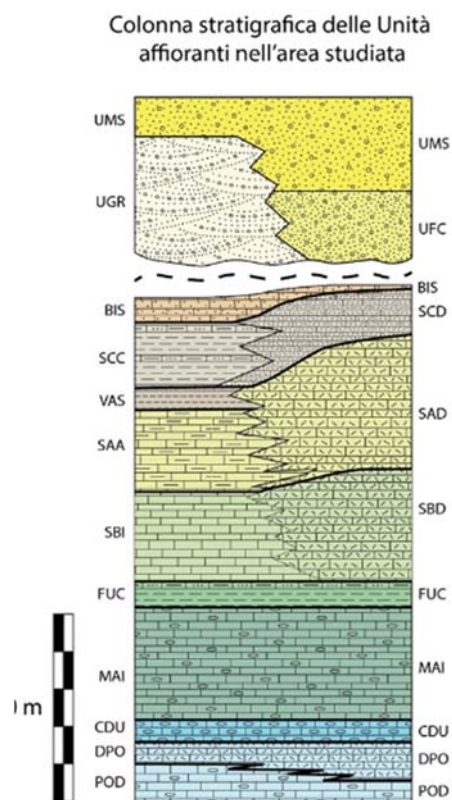 Colonna stratigrafica delle Unità
affioranti nell'area studiata
UMS
UMS
UGR
UFC
BIS
BIS
SCD
SCC
VAS
SAD
SAA
SBD
SBI
FUC
FUC
MAI
MAI
m
CDU
CDU
DPO
DPO
POD
POD